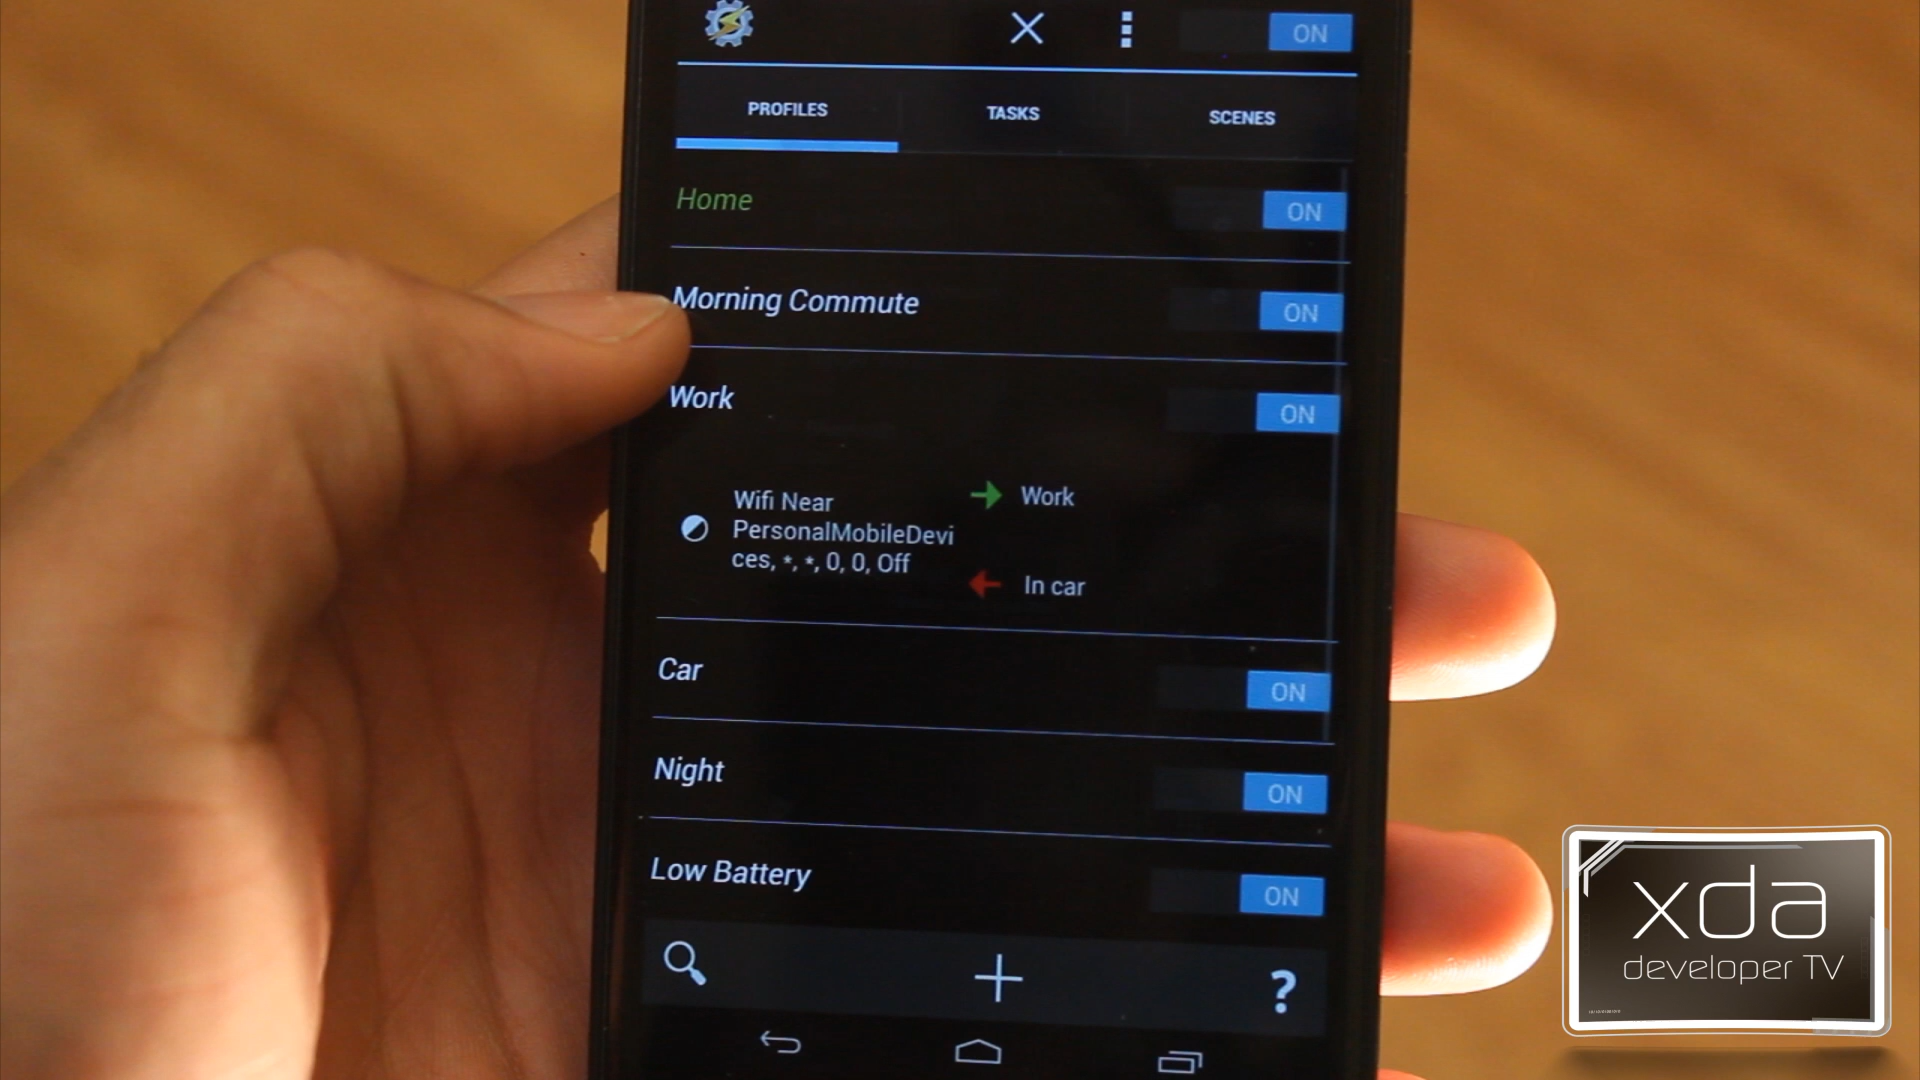 ON
PROFILES TASKS SCENES
Home ON
Morning Commute ON
Work ON
Wifi Near
PersonalMobileDevi
ces, *, *, 0, 0, Off
Work
In car
Car ON
Night ON
Low Battery ON
?
xda
developer TV